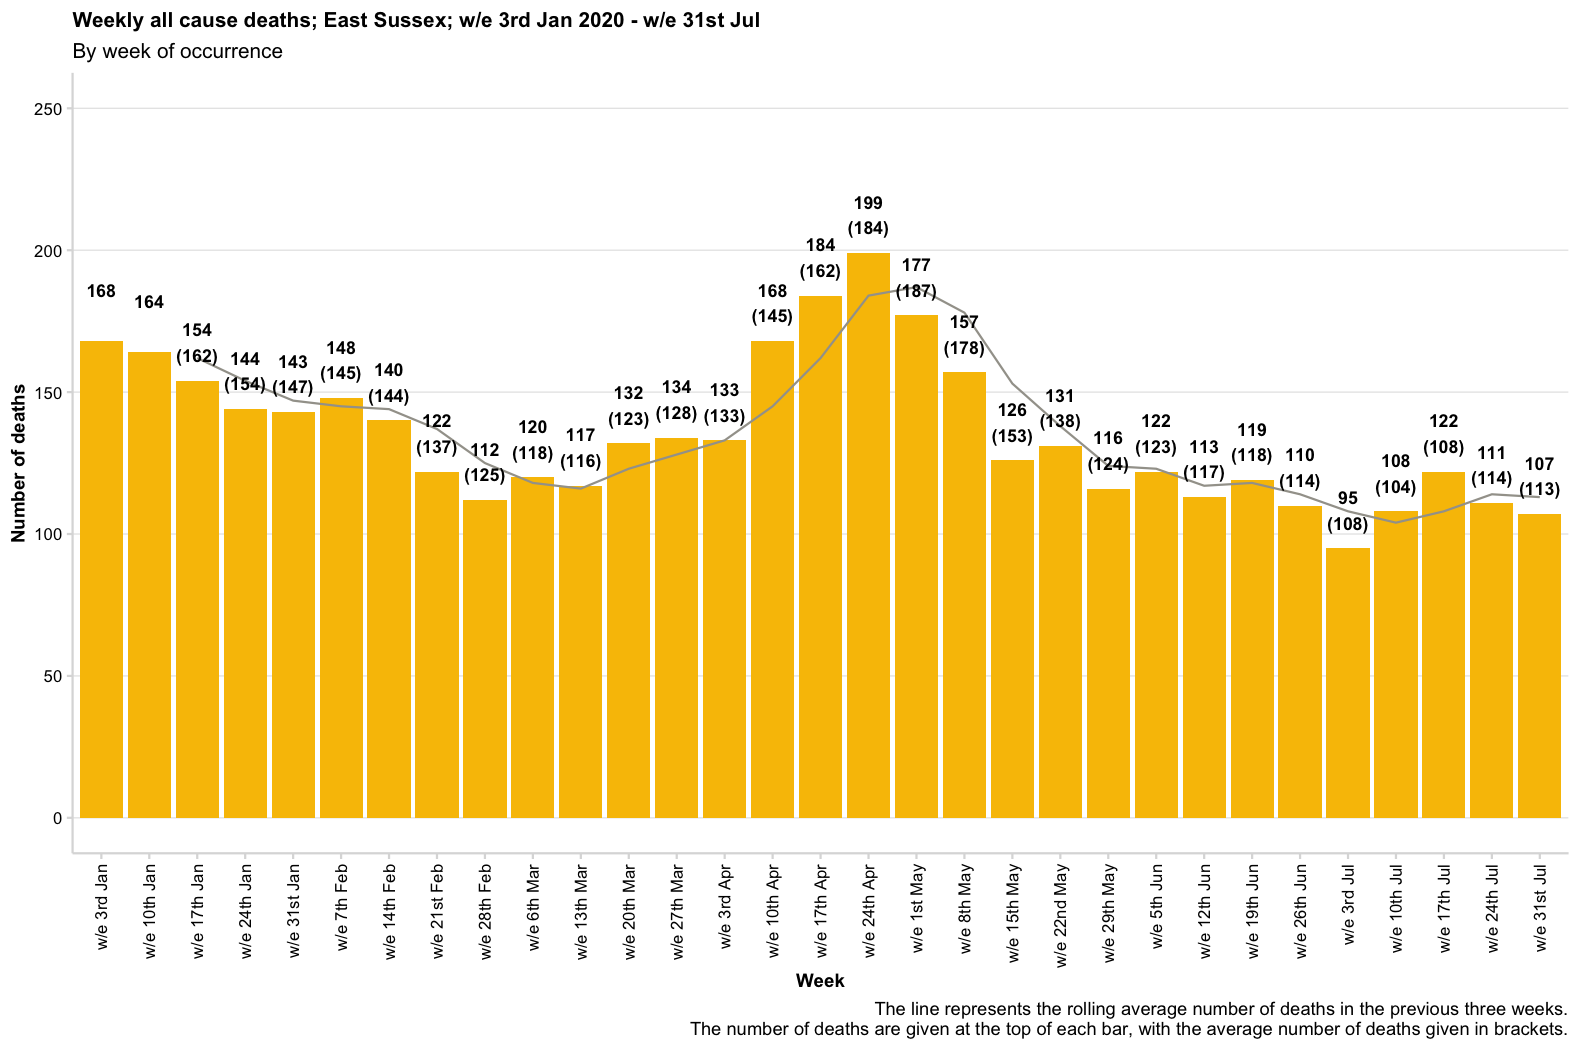 Weekly all cause deaths; East Sussex; w/e 3rd Jan 2020 - w/e 31st Jul
By week of occurrence
Number of deaths
250
200
150
100
50
0
168
164
154
(162)
144
(154)
143
(147)
148
(145)
140
(144)
122
(137)
112
(125)
120
(118)
117
(116)
132
(123)
134
(128)
133
(133)
168
(145)
184
(162)
199
(184)
177
(187)
157
(178)
126
(153)
131
(138)
116
(124)
122
(123)
113
(117)
119
(118)
110
(114)
95
(108)
108
(104)
122
(108)
111
(114)
107
(113)
w/e 3rd Jan
w/e 10th Jan
w/e 17th Jan
w/e 24th Jan
w/e 31st Jan
w/e 7th Feb
w/e 14th Feb
w/e 21st Feb
w/e 28th Feb
w/e 6th Mar
w/e 13th Mar
w/e 20th Mar
w/e 27th Mar
w/e 3rd Apr
w/e 10th Apr
w/e 17th Apr
w/e 24th Apr
w/e 1st May
w/e 8th May
w/e 15th May
w/e 22nd May
w/e 29th May
w/e 5th Jun
w/e 12th Jun
w/e 19th Jun
w/e 26th Jun
w/e 3rd Jul
w/e 10th Jul
w/e 17th Jul
w/e 24th Jul
w/e 31st Jul
Week
The line represents the rolling average number of deaths in the previous three weeks.
The number of deaths are given at the top of each bar, with the average number of deaths given in brackets.